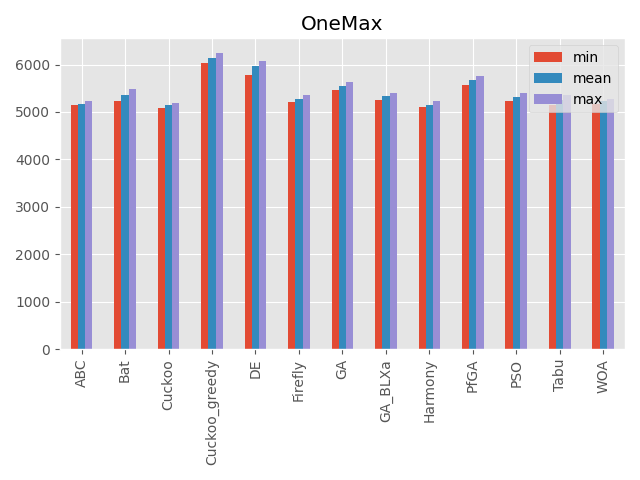 OneMax
min
mean
max
6000
5000
4000
3000
2000
1000
0
ABC
Bat
Cuckoo
Cuckoo_greedy
DE
Firefly
GA
GA_BLXa
Harmony
PfGA
PSO
Tabu
WOA